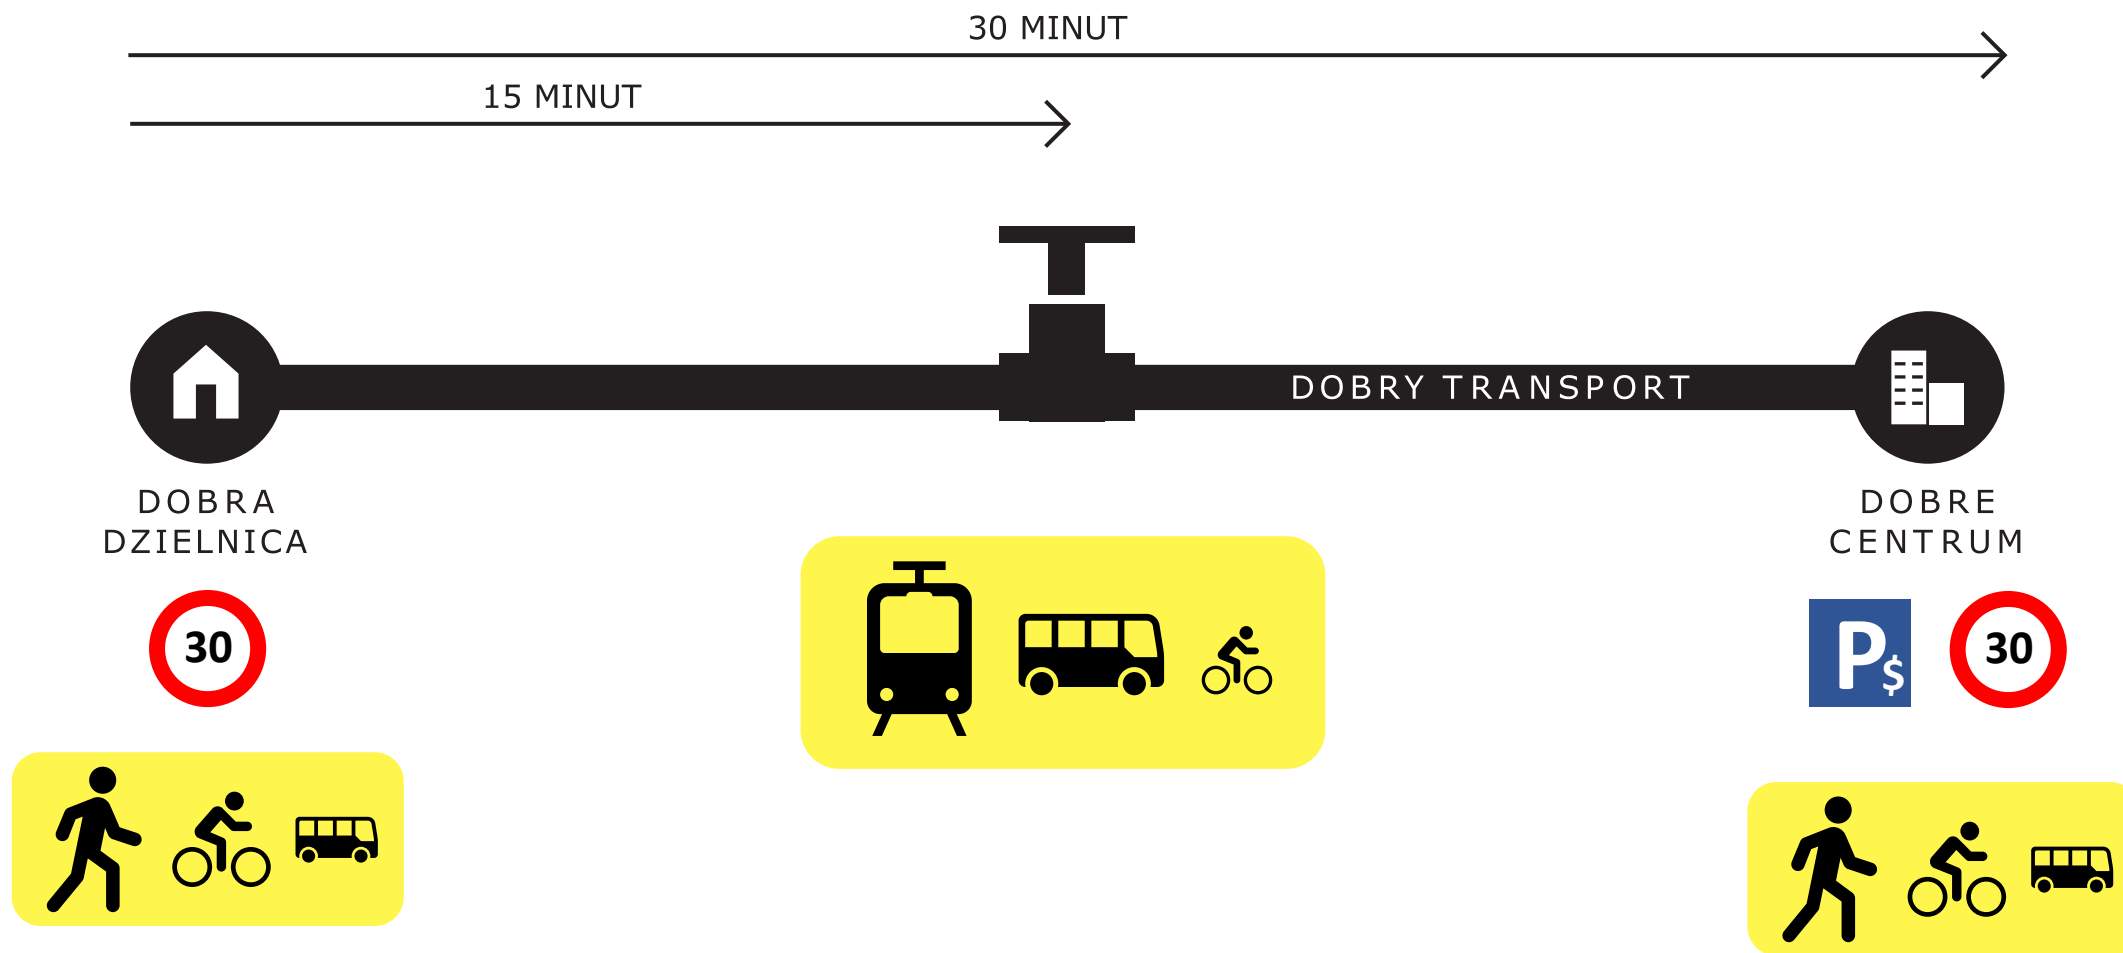 30 MINUT
15 MINUT
DOBRY TRANSPORT
DOBRA
DZIELNICA
DOBRE
CENTRUM
30
P$
30